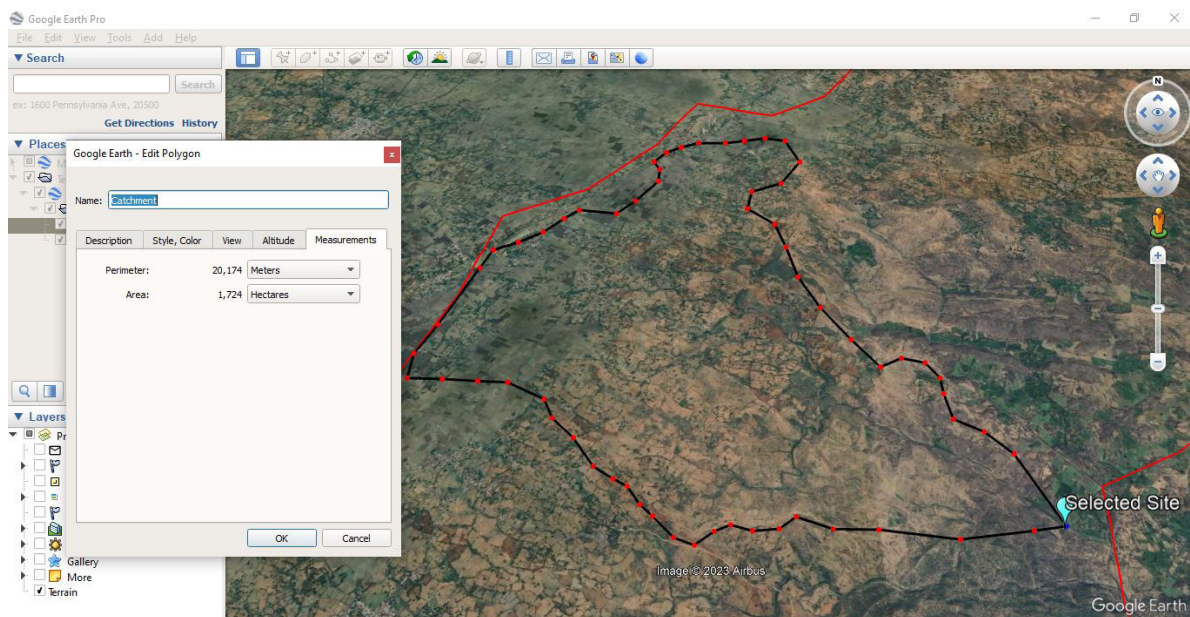 Google Earth Pro
File Edit View Tools Add Help
Search
Search
ex: 1600 Pennsylvania Ave, 20500
Get Directions History
Places
Google Earth - Edit Polygon
Name: Catchment
Description Style, Color View Altitude Measurements
Perimeter: 20,174 Meters
Area: 1,724 Hectares
OK Cancel
Layers
Gallery
More
Terrain
N
Selected Site
Image © 2023 Airbus
Google Earth